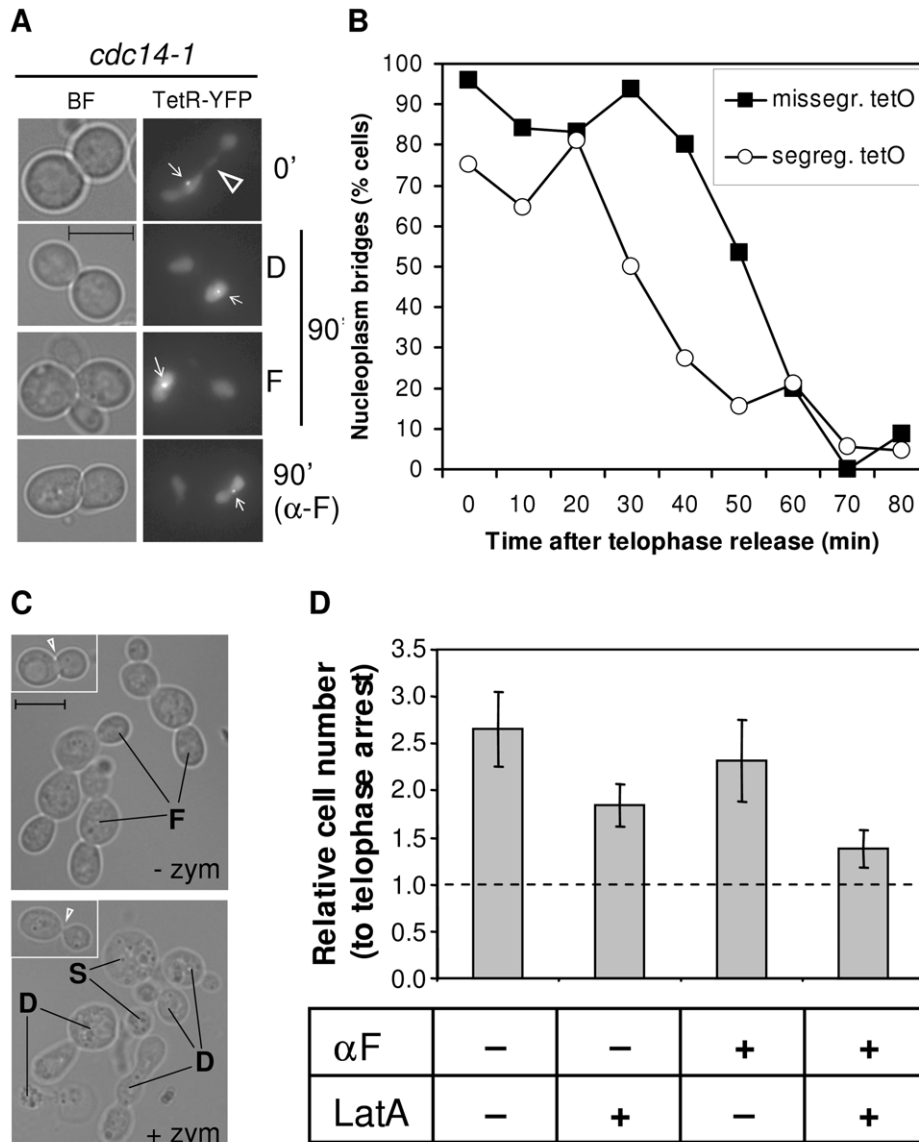 A
cdc14-1
BF TetR-YFP
0'
D
90'
F
90'
(α-F)
B
Nucleoplasm bridges (% cells)
100
90
80
70
60
50
40
30
20
10
0
missegr. tetO
segreg. tetO
0 10 20 30 40 50 60 70 80
Time after telophase release (min)
C
F
- zym
S
D
D
+ zym
D
Relative cell number
(to telophase arrest)
3.5
3.0
2.5
2.0
1.5
1.0
0.5
0.0
αF − − + +
LatA − + − +